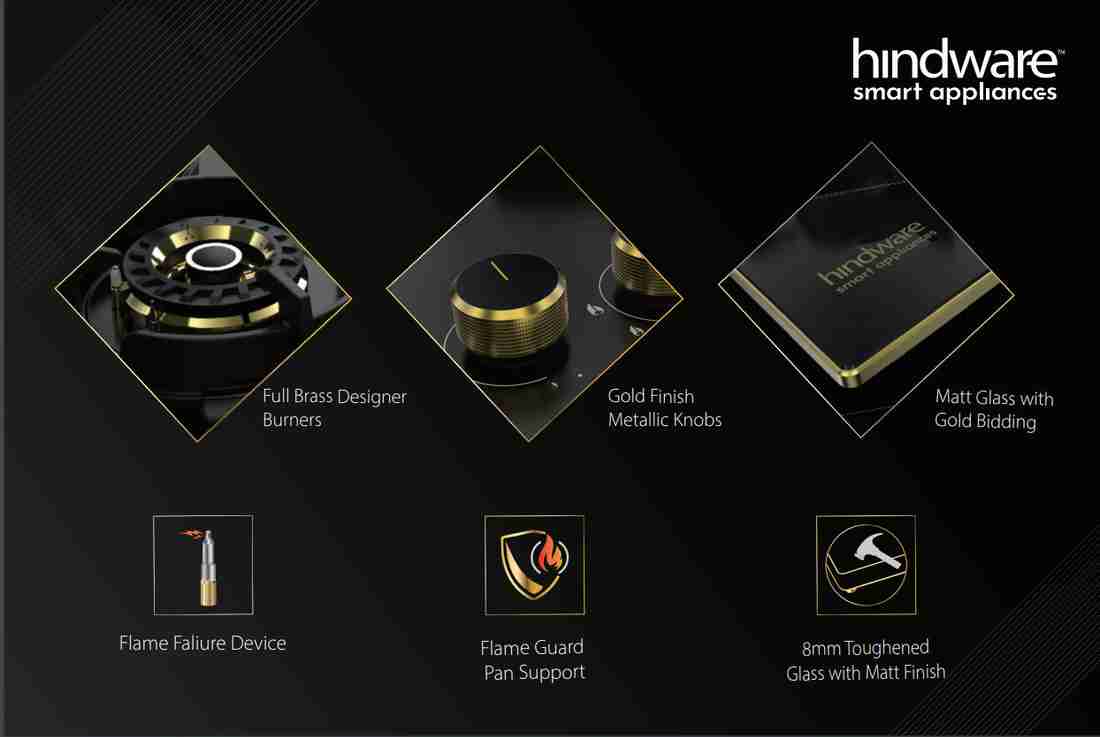 hindware™
smart appliances
hindware
smart appliances
Full Brass Designer
Burners
Gold Finish
Metallic Knobs
Matt Glass with
Gold Bidding
Flame Faliure Device
Flame Guard
Pan Support
8mm Toughened
Glass with Matt Finish